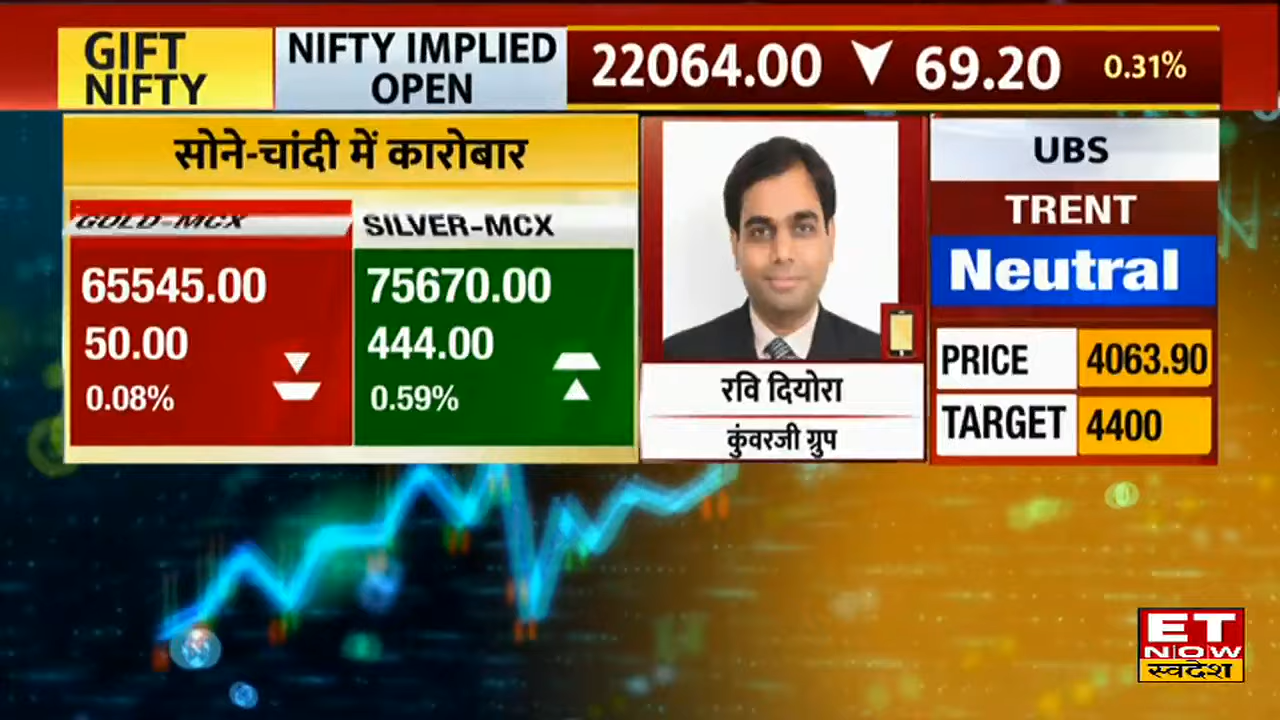 GIFT
NIFTY
NIFTY IMPLIED
OPEN
22064.00
69.20
0.31%
सोने-चांदी में कारोबार
GOLD-MCX
65545.00
50.00
0.08%
SILVER-MCX
75670.00
444.00
0.59%
रवि दियोरा
कुंवरजी ग्रुप
UBS
TRENT
Neutral
PRICE
4063.90
TARGET
4400
ET
NOW
स्वदेश